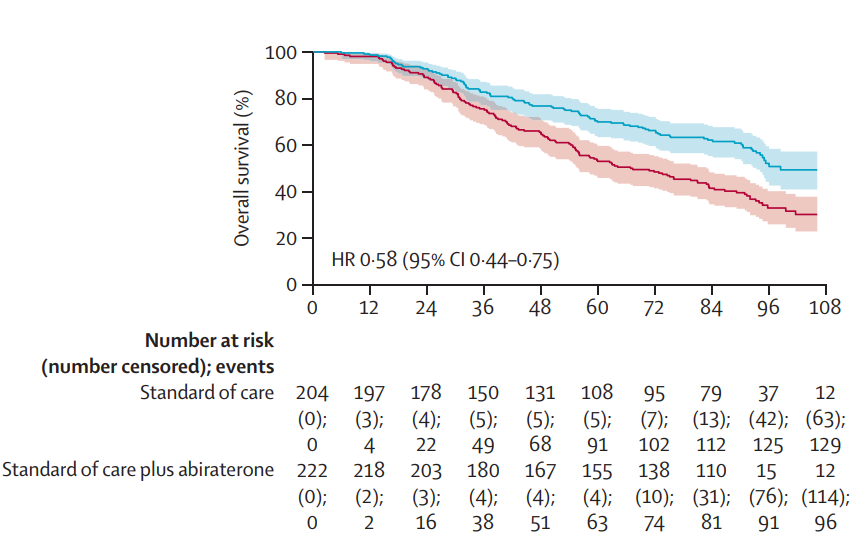 100
80
60
40
20
0
Overall survival (%)
HR 0·58 (95% CI 0·44–0·75)
0 12 24 36 48 60 72 84 96 108
Number at risk
(number censored); events
Standard of care 204 197 178 150 131 108 95 79 37 12
(0); (3); (4); (5); (5); (5); (7); (13); (42); (63);
0 4 22 49 68 91 102 112 125 129
Standard of care plus abiraterone 222 218 203 180 167 155 138 110 15 12
(0); (2); (3); (4); (4); (4); (10); (31); (76); (114);
0 2 16 38 51 63 74 81 91 96